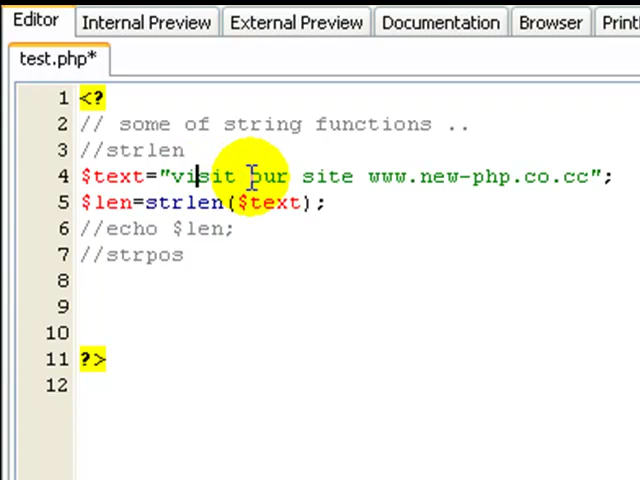 Editor Internal Preview External Preview Documentation Browser
test.php*
1 <?
2 // some of string functions ..
3 //strlen
4 $text="visit our site www.new-php.co.cc";
5 $len=strlen($text);
6 //echo $len;
7 //strpos
8
9
10
11 ?>
12